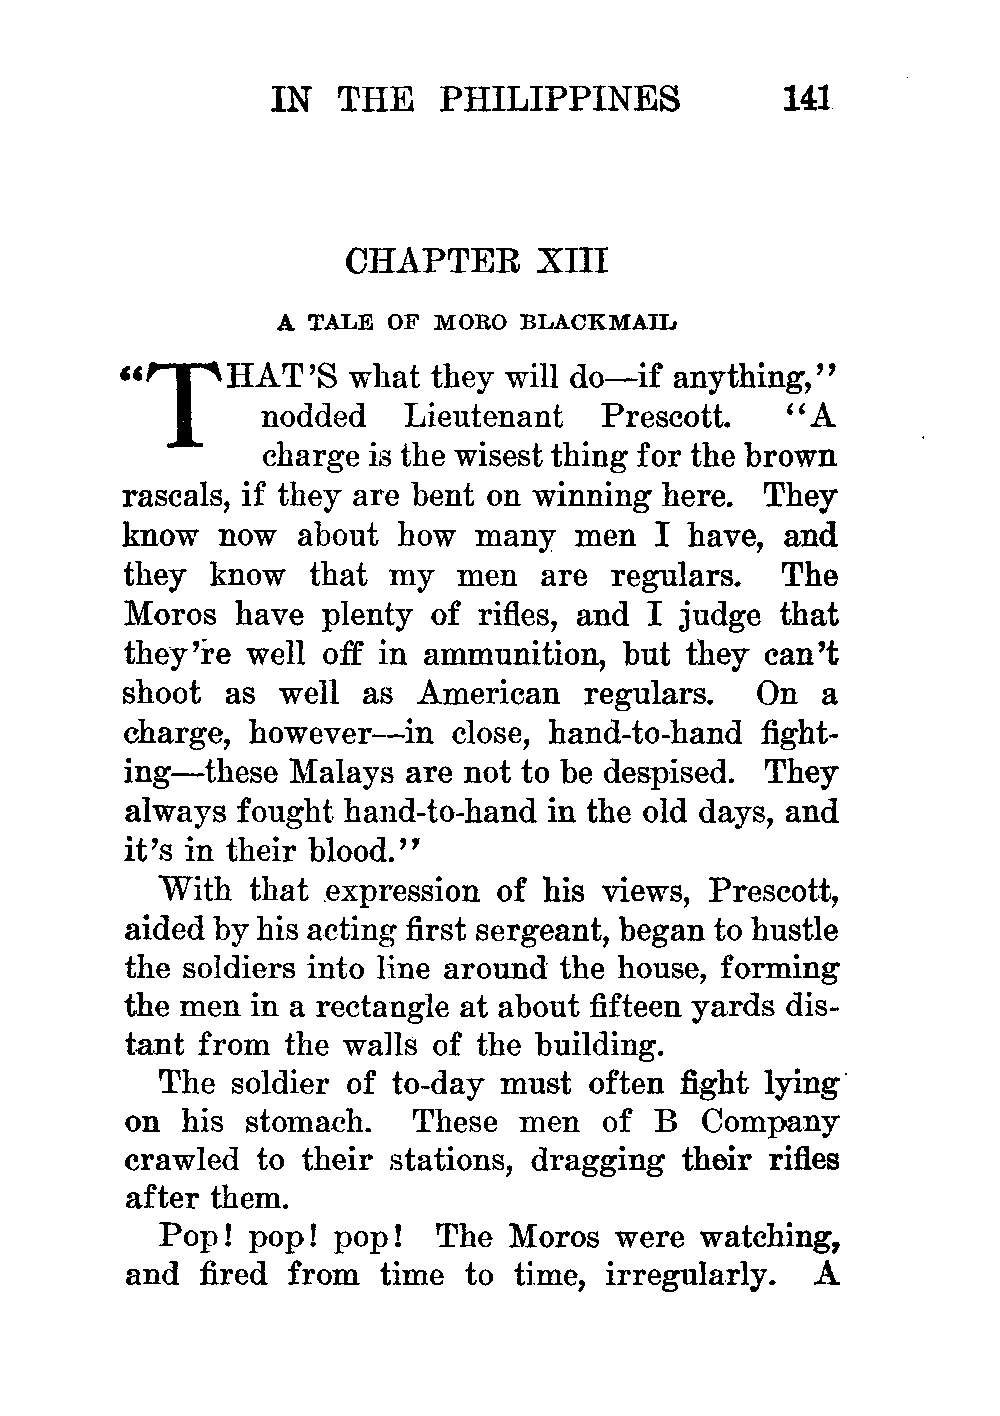 IN THE PHILIPPINES 141
CHAPTER XIII
A TALE OF MORO BLACKMAIL
“THAT’S what they will do—if anything,”
nodded Lieutenant Prescott. “A
charge is the wisest thing for the brown
rascals, if they are bent on winning here. They
know now about how many men I have, and
they know that my men are regulars. The
Moros have plenty of rifles, and I judge that
they’re well off in ammunition, but they can’t
shoot as well as American regulars. On a
charge, however—in close, hand-to-hand fight-
ing—these Malays are not to be despised. They
always fought hand-to-hand in the old days, and
it’s in their blood.”
With that expression of his views, Prescott,
aided by his acting first sergeant, began to hustle
the soldiers into line around the house, forming
the men in a rectangle at about fifteen yards dis-
tant from the walls of the building.
The soldier of to-day must often fight lying
on his stomach. These men of B Company
crawled to their stations, dragging their rifles
after them.
Pop! pop! pop! The Moros were watching,
and fired from time to time, irregularly. A